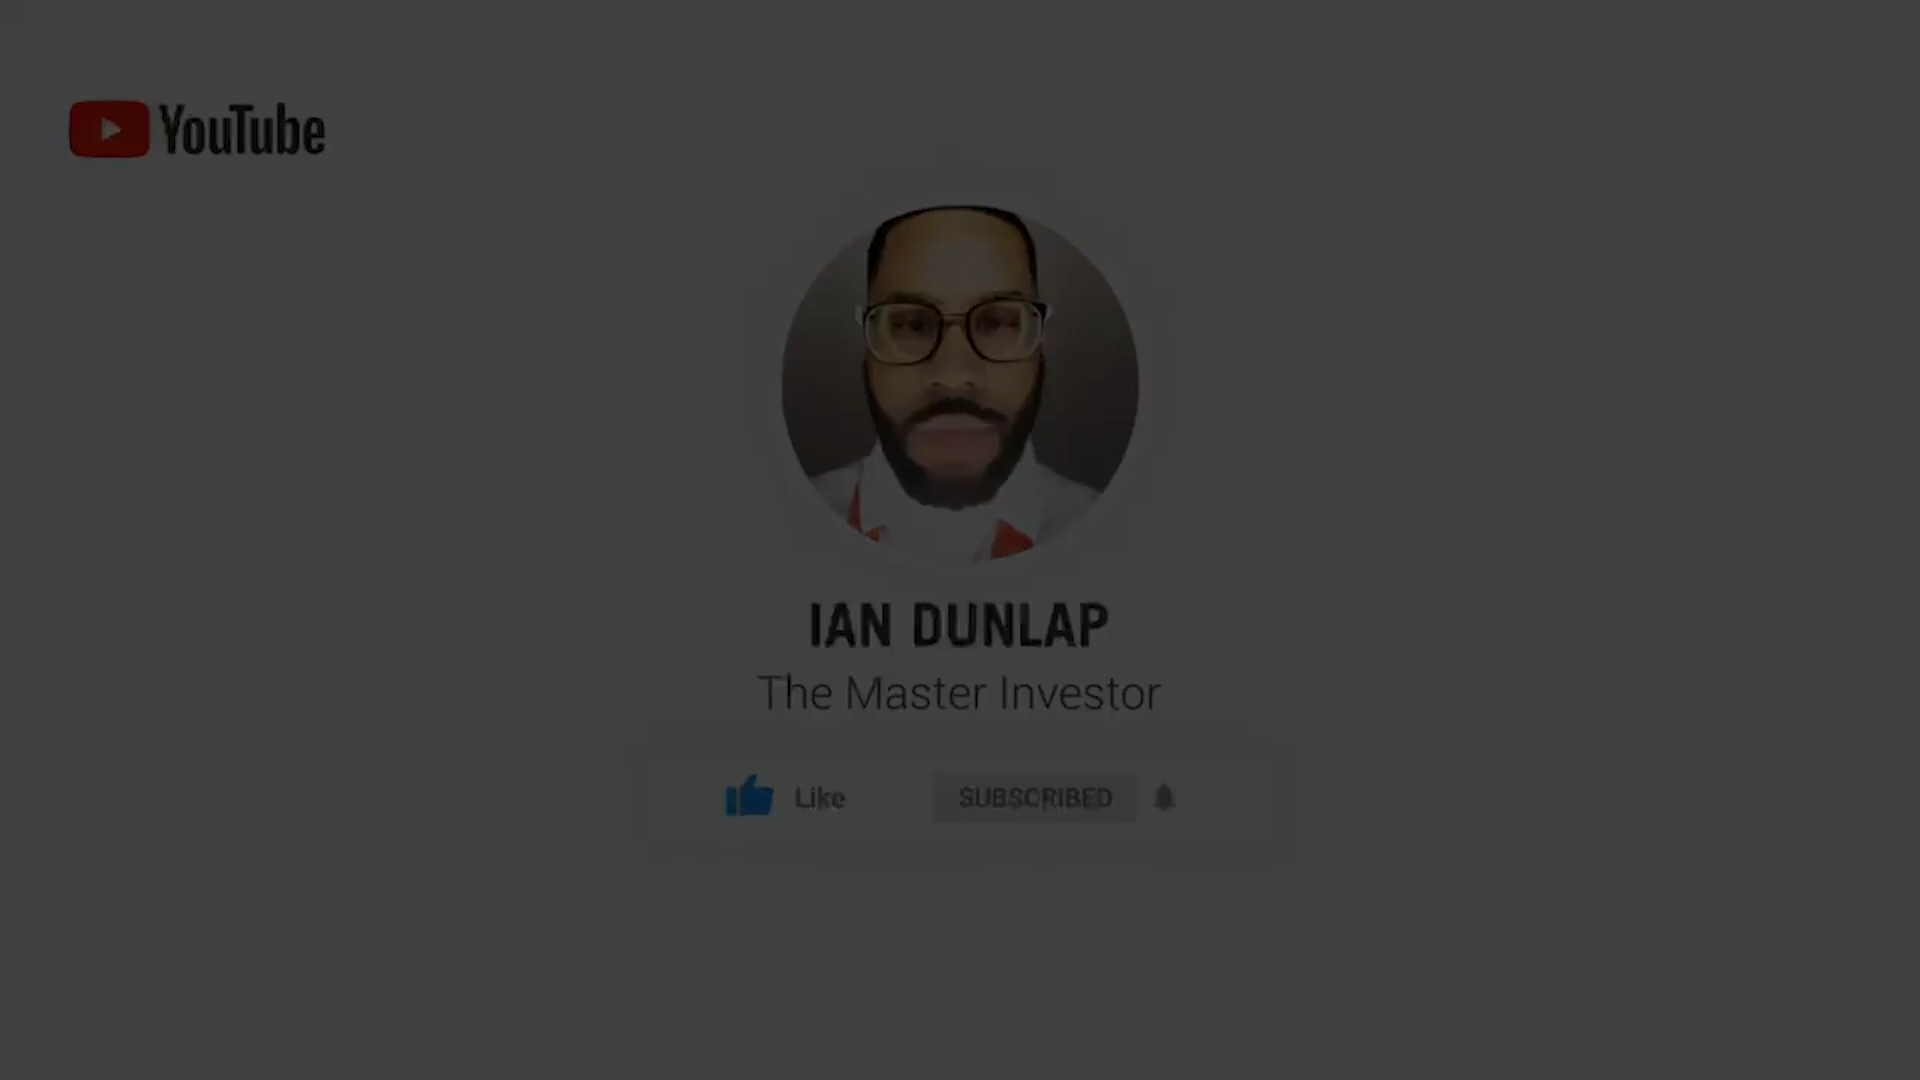 YouTube
IAN DUNLAP
The Master Investor
Like
SUBSCRIBED